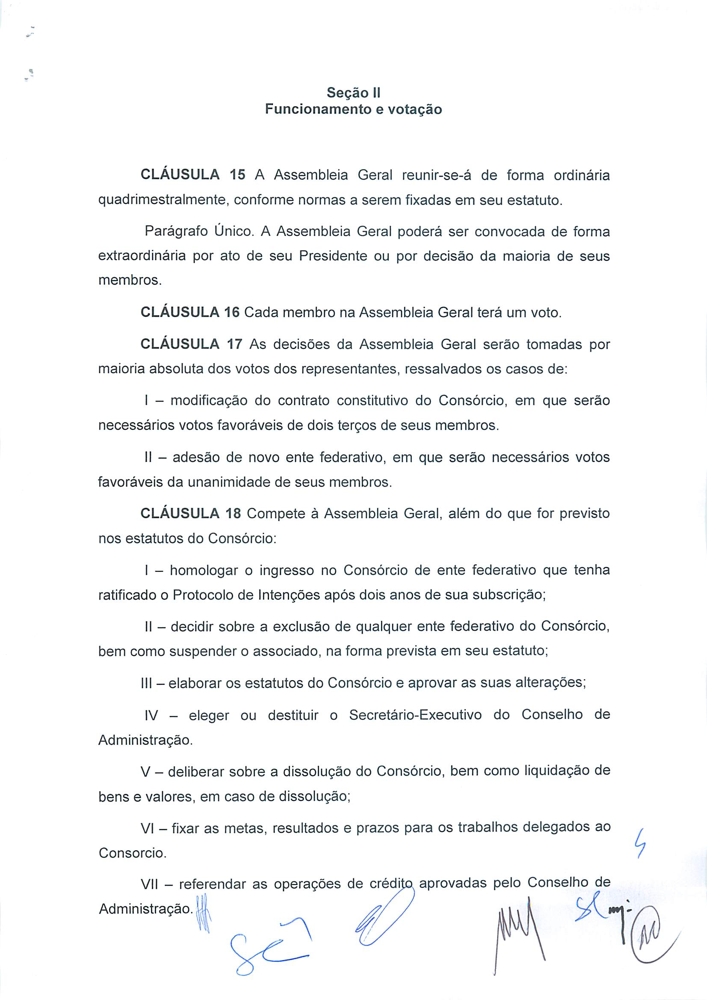 Seção II
Funcionamento e votação
CLÁUSULA 15 A Assembleia Geral reunir-se-á de forma ordinária
quadrimestralmente, conforme normas a serem fixadas em seu estatuto.
Parágrafo Único. A Assembleia Geral poderá ser convocada de forma
extraordinária por ato de seu Presidente ou por decisão da maioria de seus
membros.
CLÁUSULA 16 Cada membro na Assembleia Geral terá um voto.
CLÁUSULA 17 As decisões da Assembleia Geral serão tomadas por
maioria absoluta dos votos dos representantes, ressalvados os casos de:
I – modificação do contrato constitutivo do Consórcio, em que serão
necessários votos favoráveis de dois terços de seus membros.
II – adesão de novo ente federativo, em que serão necessários votos
favoráveis da unanimidade de seus membros.
CLÁUSULA 18 Compete à Assembleia Geral, além do que for previsto
nos estatutos do Consórcio:
I – homologar o ingresso no Consórcio de ente federativo que tenha
ratificado o Protocolo de Intenções após dois anos de sua subscrição;
II – decidir sobre a exclusão de qualquer ente federativo do Consórcio,
bem como suspender o associado, na forma prevista em seu estatuto;
III – elaborar os estatutos do Consórcio e aprovar as suas alterações;
IV – eleger ou destituir o Secretário-Executivo do Conselho de
Administração.
V – deliberar sobre a dissolução do Consórcio, bem como liquidação de
bens e valores, em caso de dissolução;
VI – fixar as metas, resultados e prazos para os trabalhos delegados ao
Consorcio.
VII – referendar as operações de crédito aprovadas pelo Conselho de
Administração.